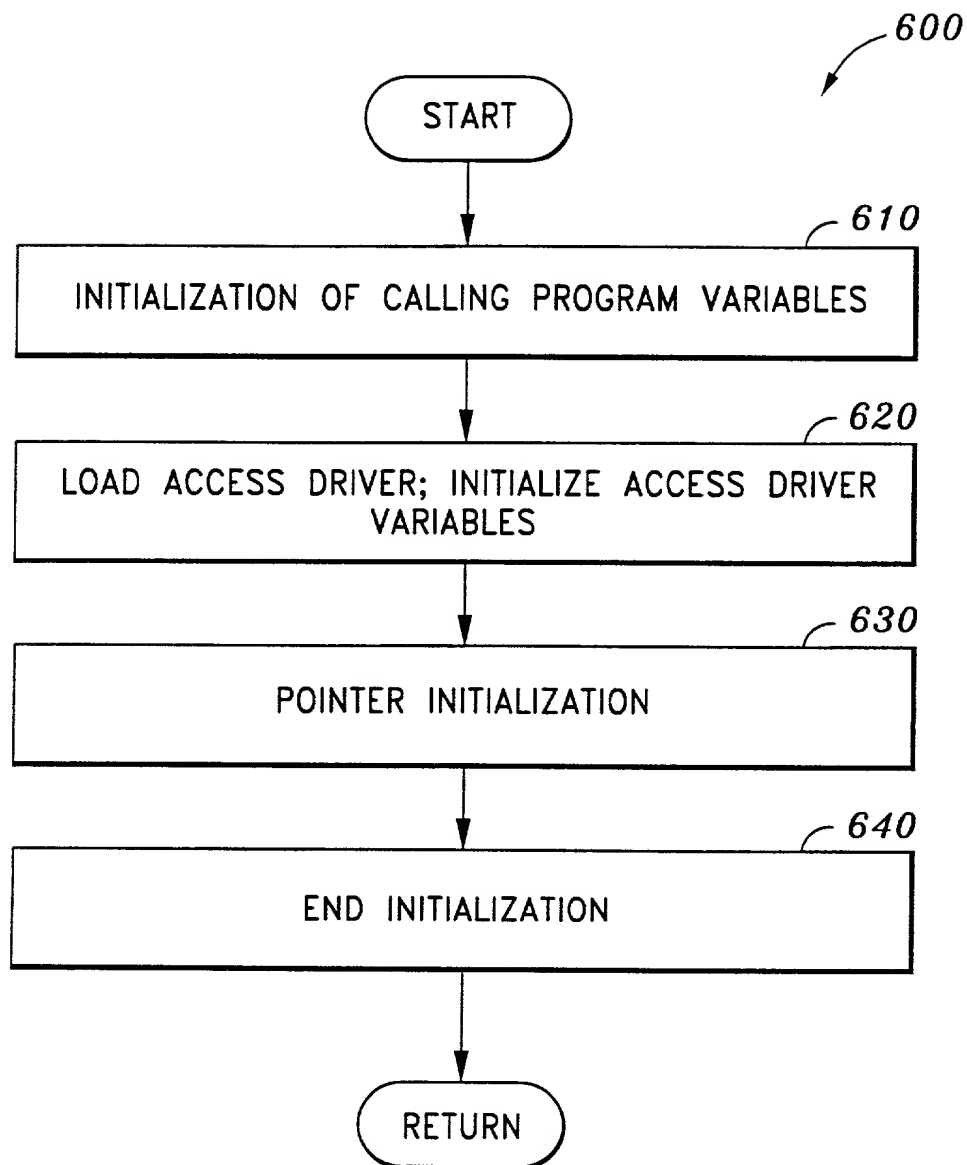 600
START
610
INITIALIZATION OF CALLING PROGRAM VARIABLES
620
LOAD ACCESS DRIVER; INITIALIZE ACCESS DRIVER
VARIABLES
630
POINTER INITIALIZATION
640
END INITIALIZATION
RETURN